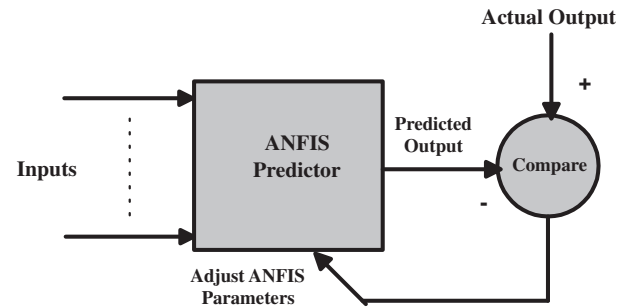 Actual Output
+
ANFIS
Predictor
Predicted
Output
Compare
Inputs
-
Adjust ANFIS
Parameters